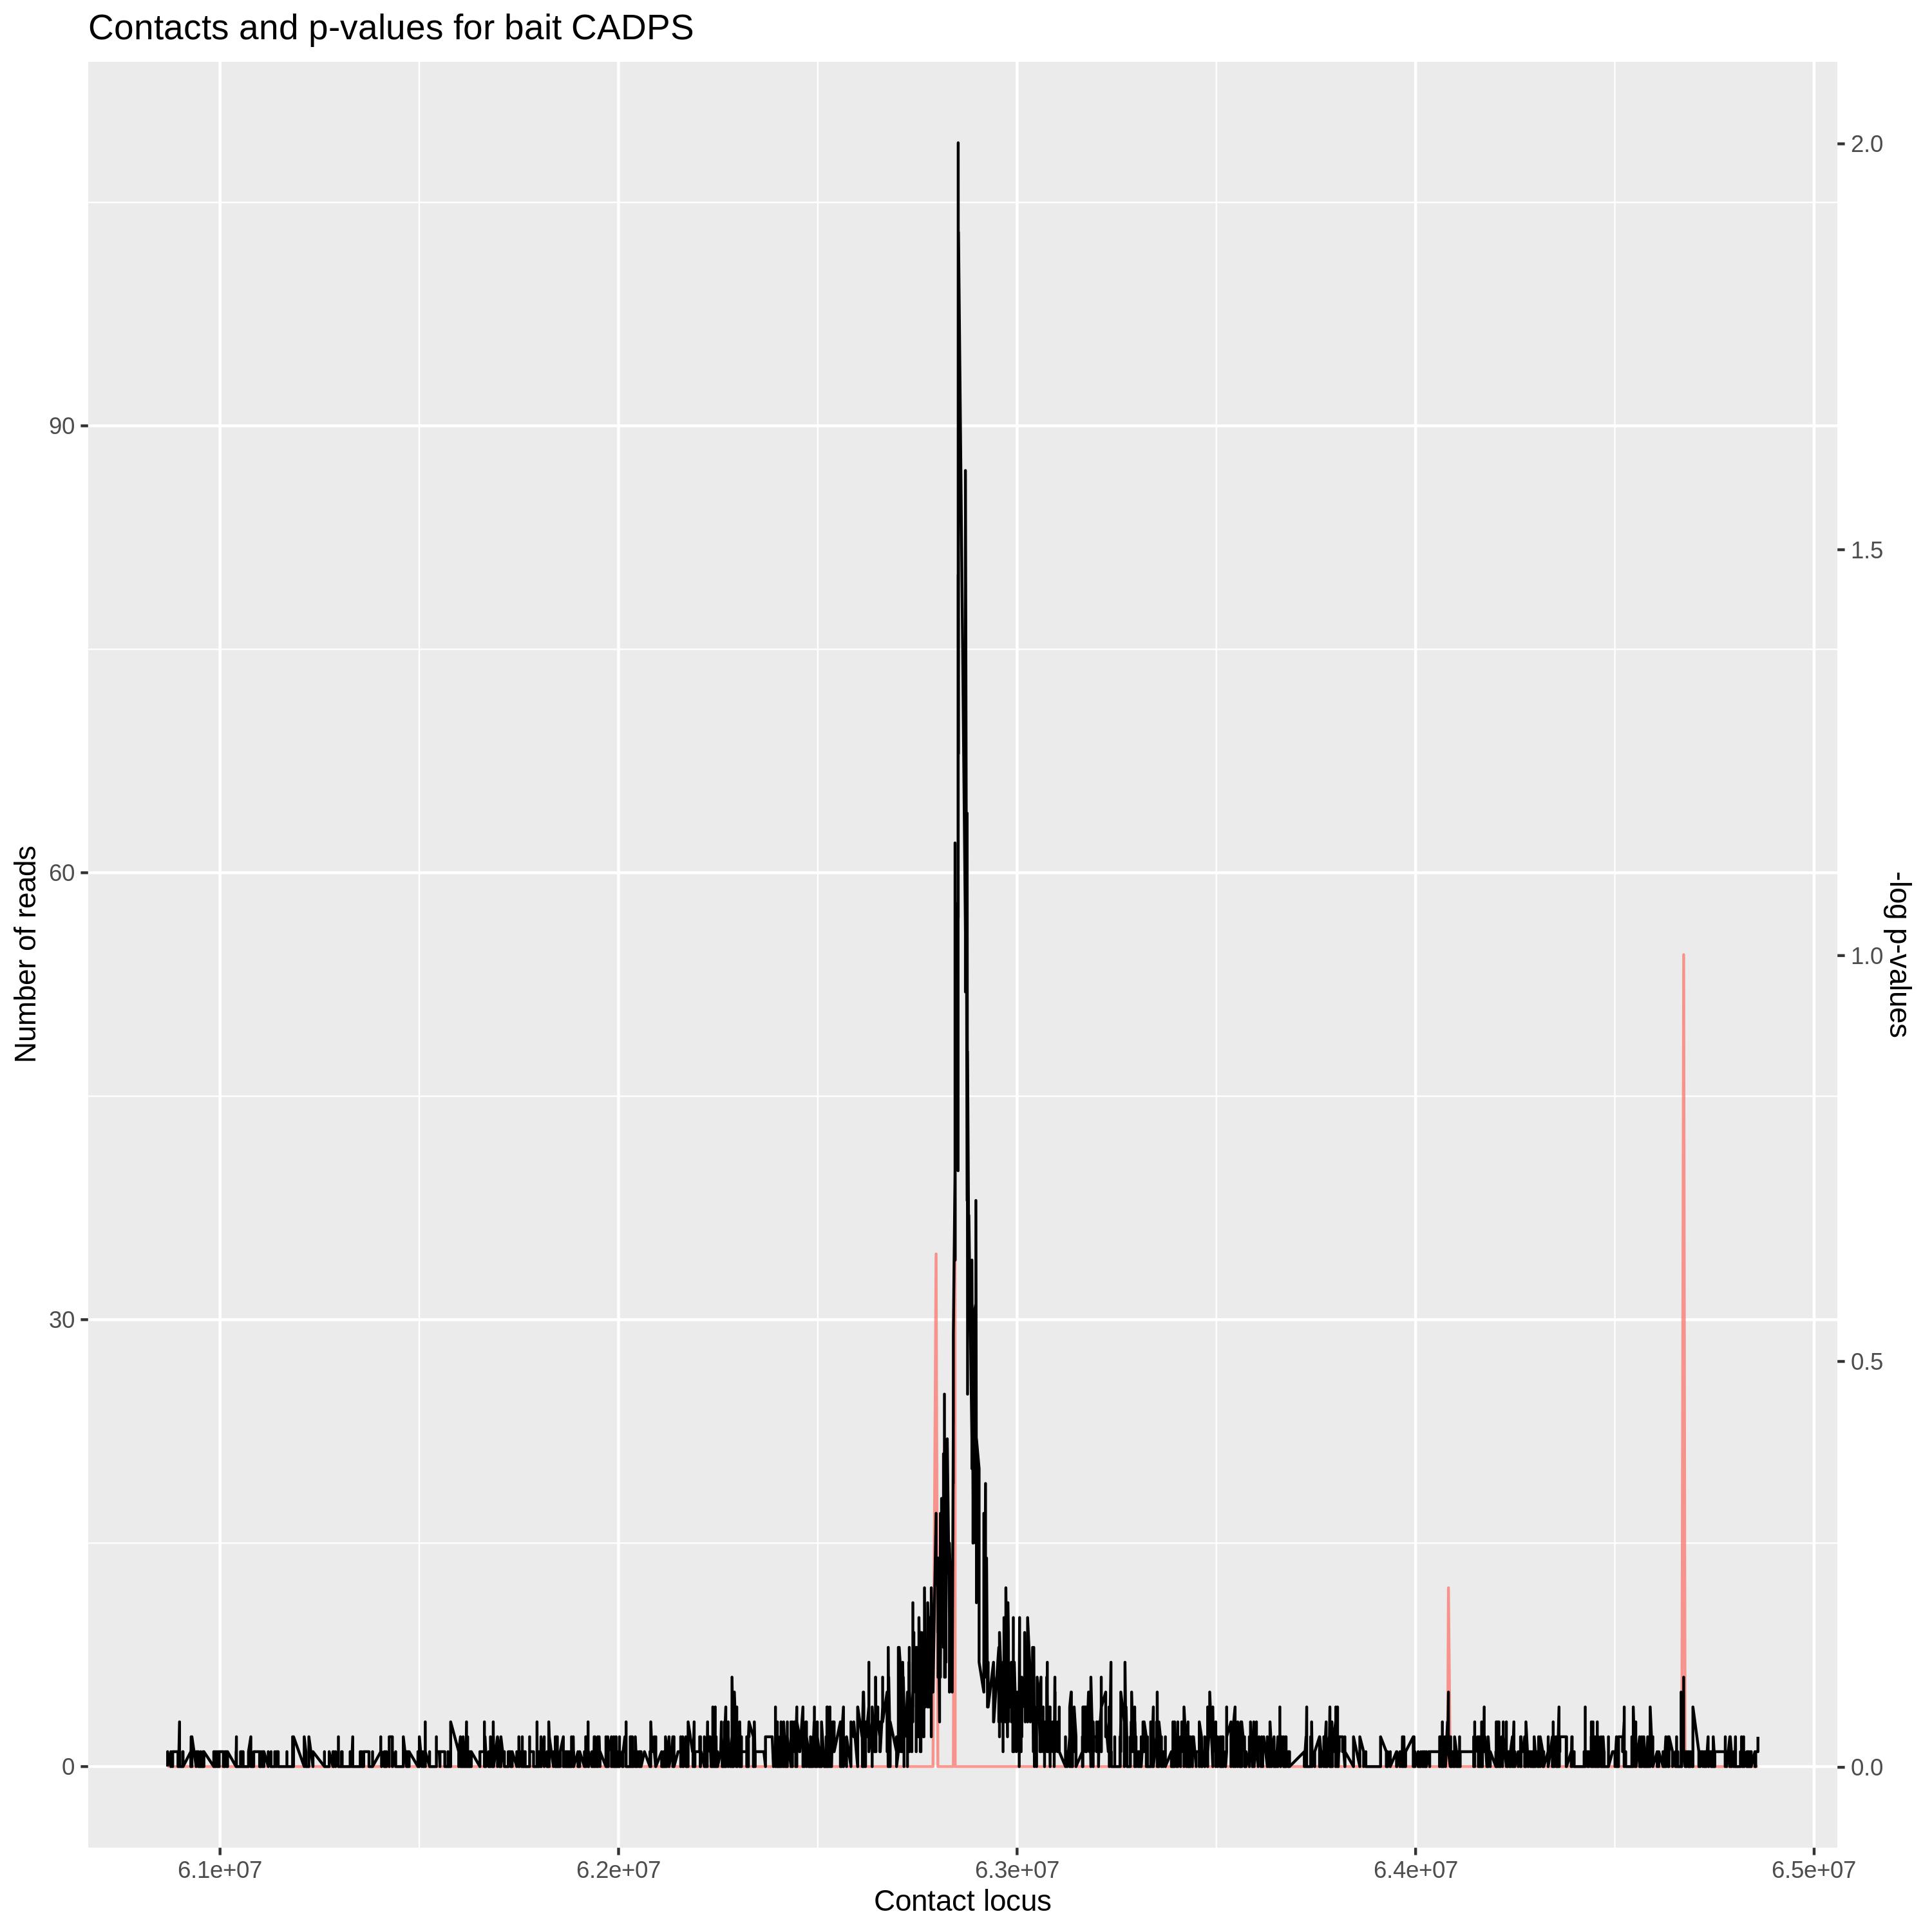 Contacts and p-values for bait CADPS
Number of reads
90
60
30
0
2.0
1.5
1.0
0.5
0.0
-log p-values
6.1e+07 6.2e+07 6.3e+07 6.4e+07 6.5e+07
Contact locus